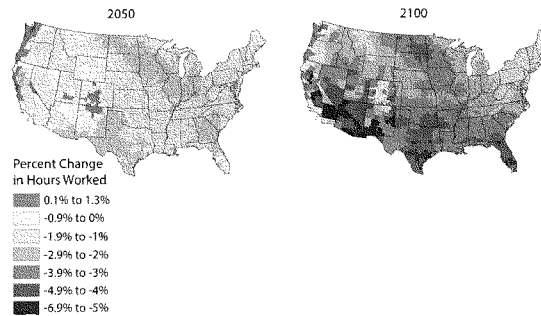 2050
2100
Percent Change
in Hours Worked
0.1% to 1.3%
-0.9% to 0%
-1.9% to -1%
-2.9% to -2%
-3.9% to -3%
-4.9% to -4%
-6.9% to -5%